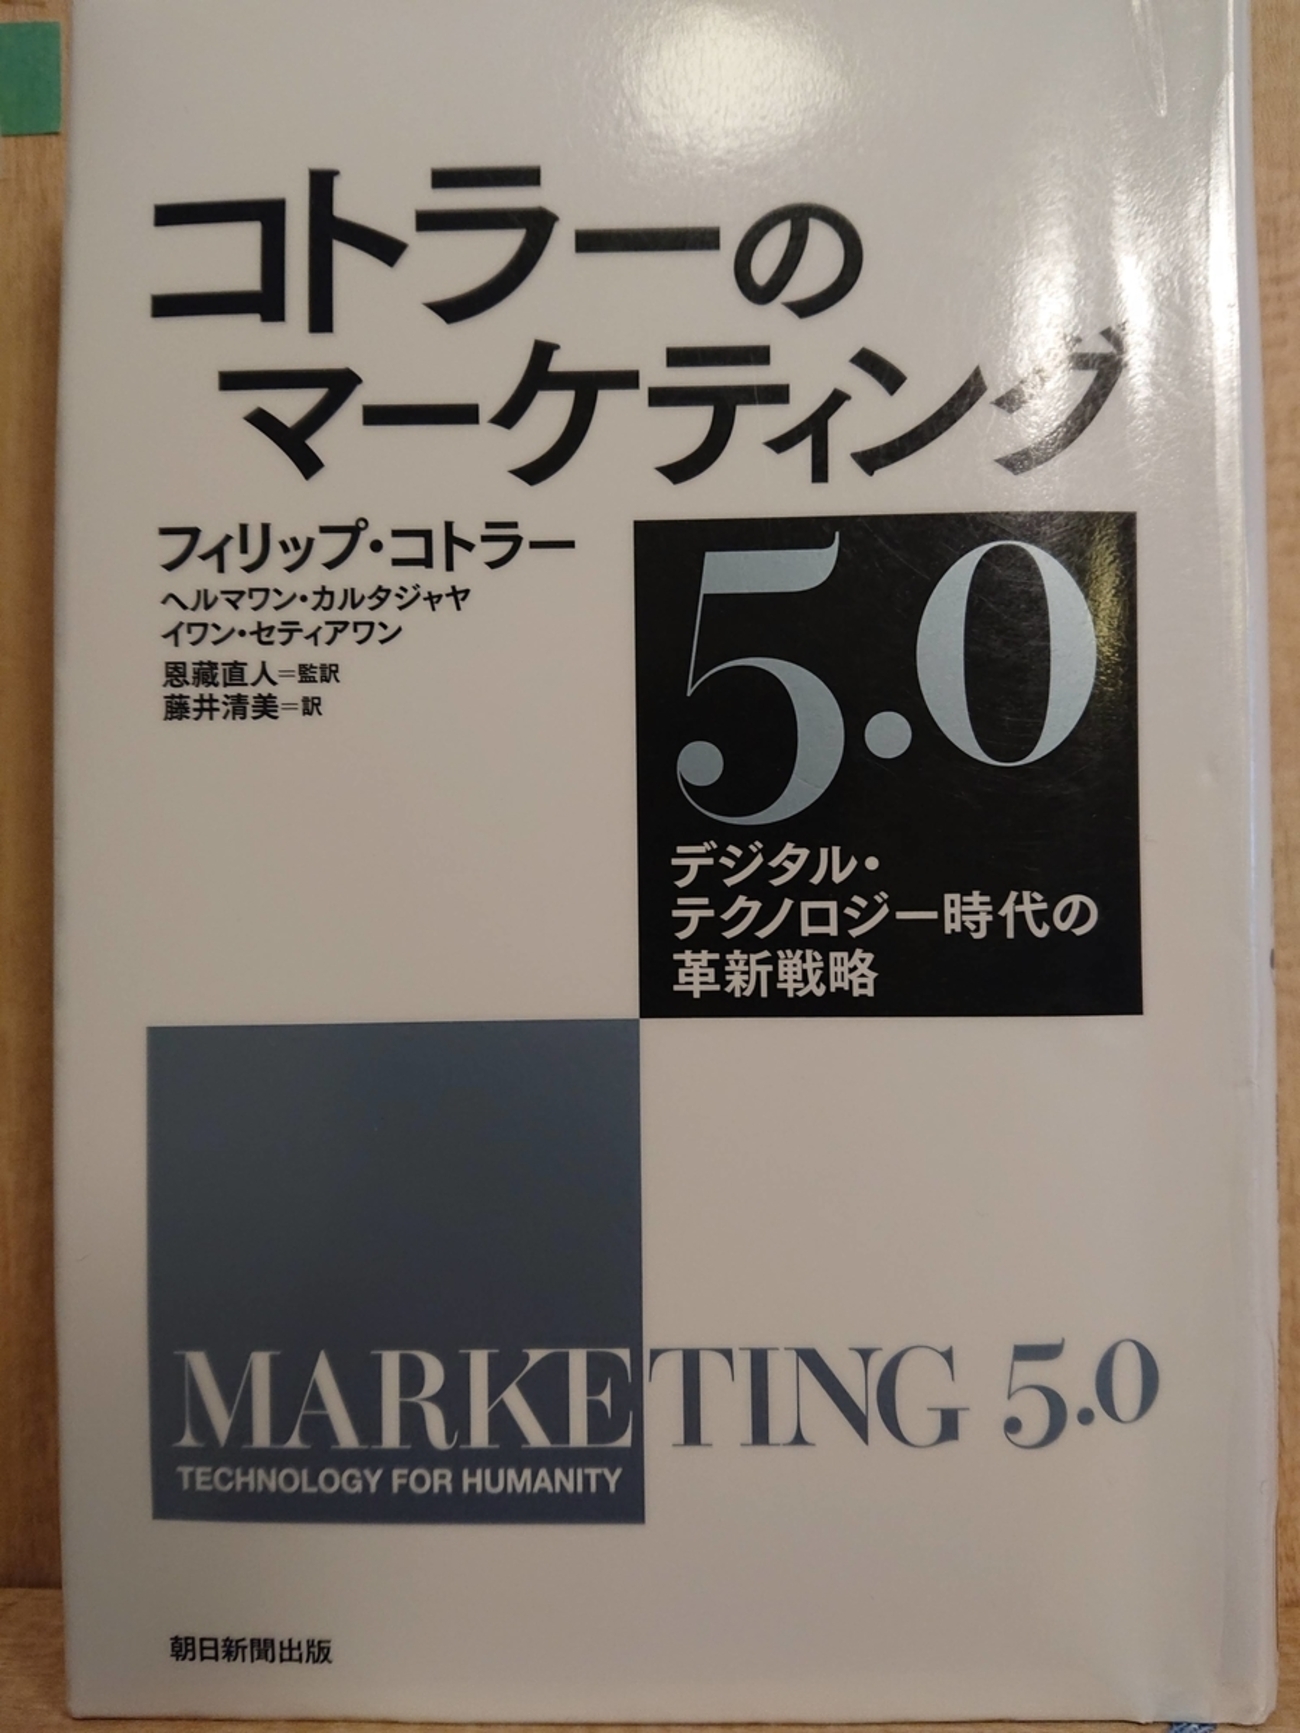 コトラーの
マーケティング
フィリップ・コトラー
ヘルマワン・カルタジャヤ
イワン・セティアワン
恩藏直人=監訳
藤井清美=訳
5.0
デジタル・
テクノロジー時代の
革新戦略
MARKETING 5.0
TECHNOLOGY FOR HUMANITY
朝日新聞出版